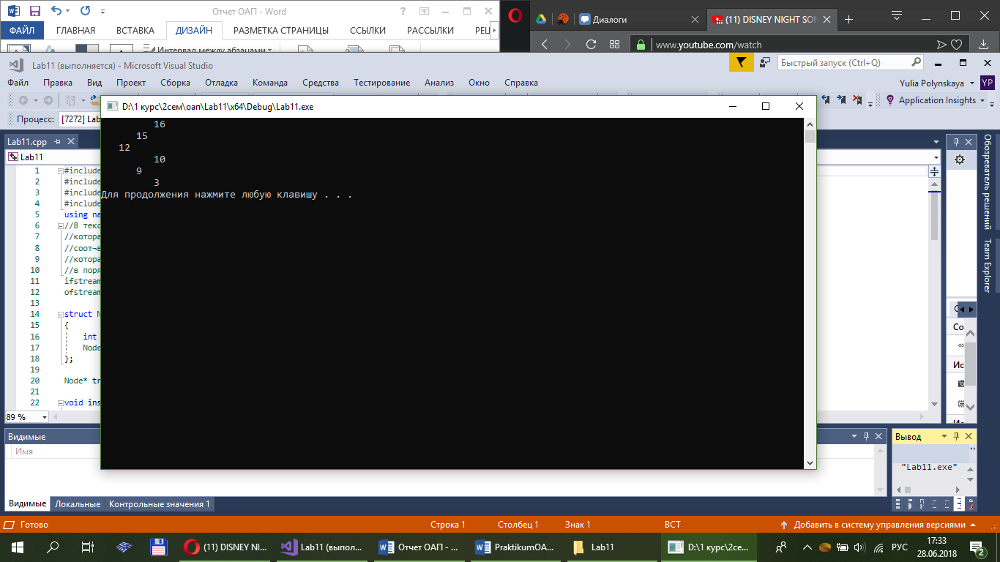 Отчет ОАП - Word
ФАЙЛ ГЛАВНАЯ ВСТАВКА ДИЗАЙН РАЗМЕТКА СТРАНИЦЫ ССЫЛКИ РАССЫЛКИ РЕЦ
Интервал между абзацами
Диалоги
(11) DISNEY NIGHT SON
www.youtube.com/watch
Lab11 (выполняется) - Microsoft Visual Studio
Быстрый запуск (Ctrl+Q)
Файл Правка Вид Проект Сборка Отладка Команда Средства Тестирование Анализ Окно Справка
Yulia Polynskaya YP
Application Insights
Процесс: [7272] Lab
D:\1 курс\2сем\оап\Lab11\x64\Debug\Lab11.exe
16
15
12
10
9
3
Для продолжения нажмите любую клавишу . . .
Lab11.cpp
Lab11
1 #include
2 #include
3 #include
4 #include
5 using na
6 //В текс
7 //котора
8 //соот¬в
9 //котора
10 //в поря
11 ifstream
12 ofstream
13
14 struct N
15 {
16 int
17 Node
18 };
19
20 Node* tr
21
22 void ins
89 %
Обозреватель решений
Team Explorer
Со
Ис
Видимые
Имя
Видимые Локальные Контрольные значения 1
Вывод
"Lab11.exe"
Готово Строка 1 Столбец 1 Знак 1 ВСТ Добавить в систему управления версиями
(11) DISNEY NI... Lab11 (выпол... Отчет ОАП - ... PraktikumOA... Lab11 D:\1 курс\2се...
РУС
17:33
28.06.2018
2